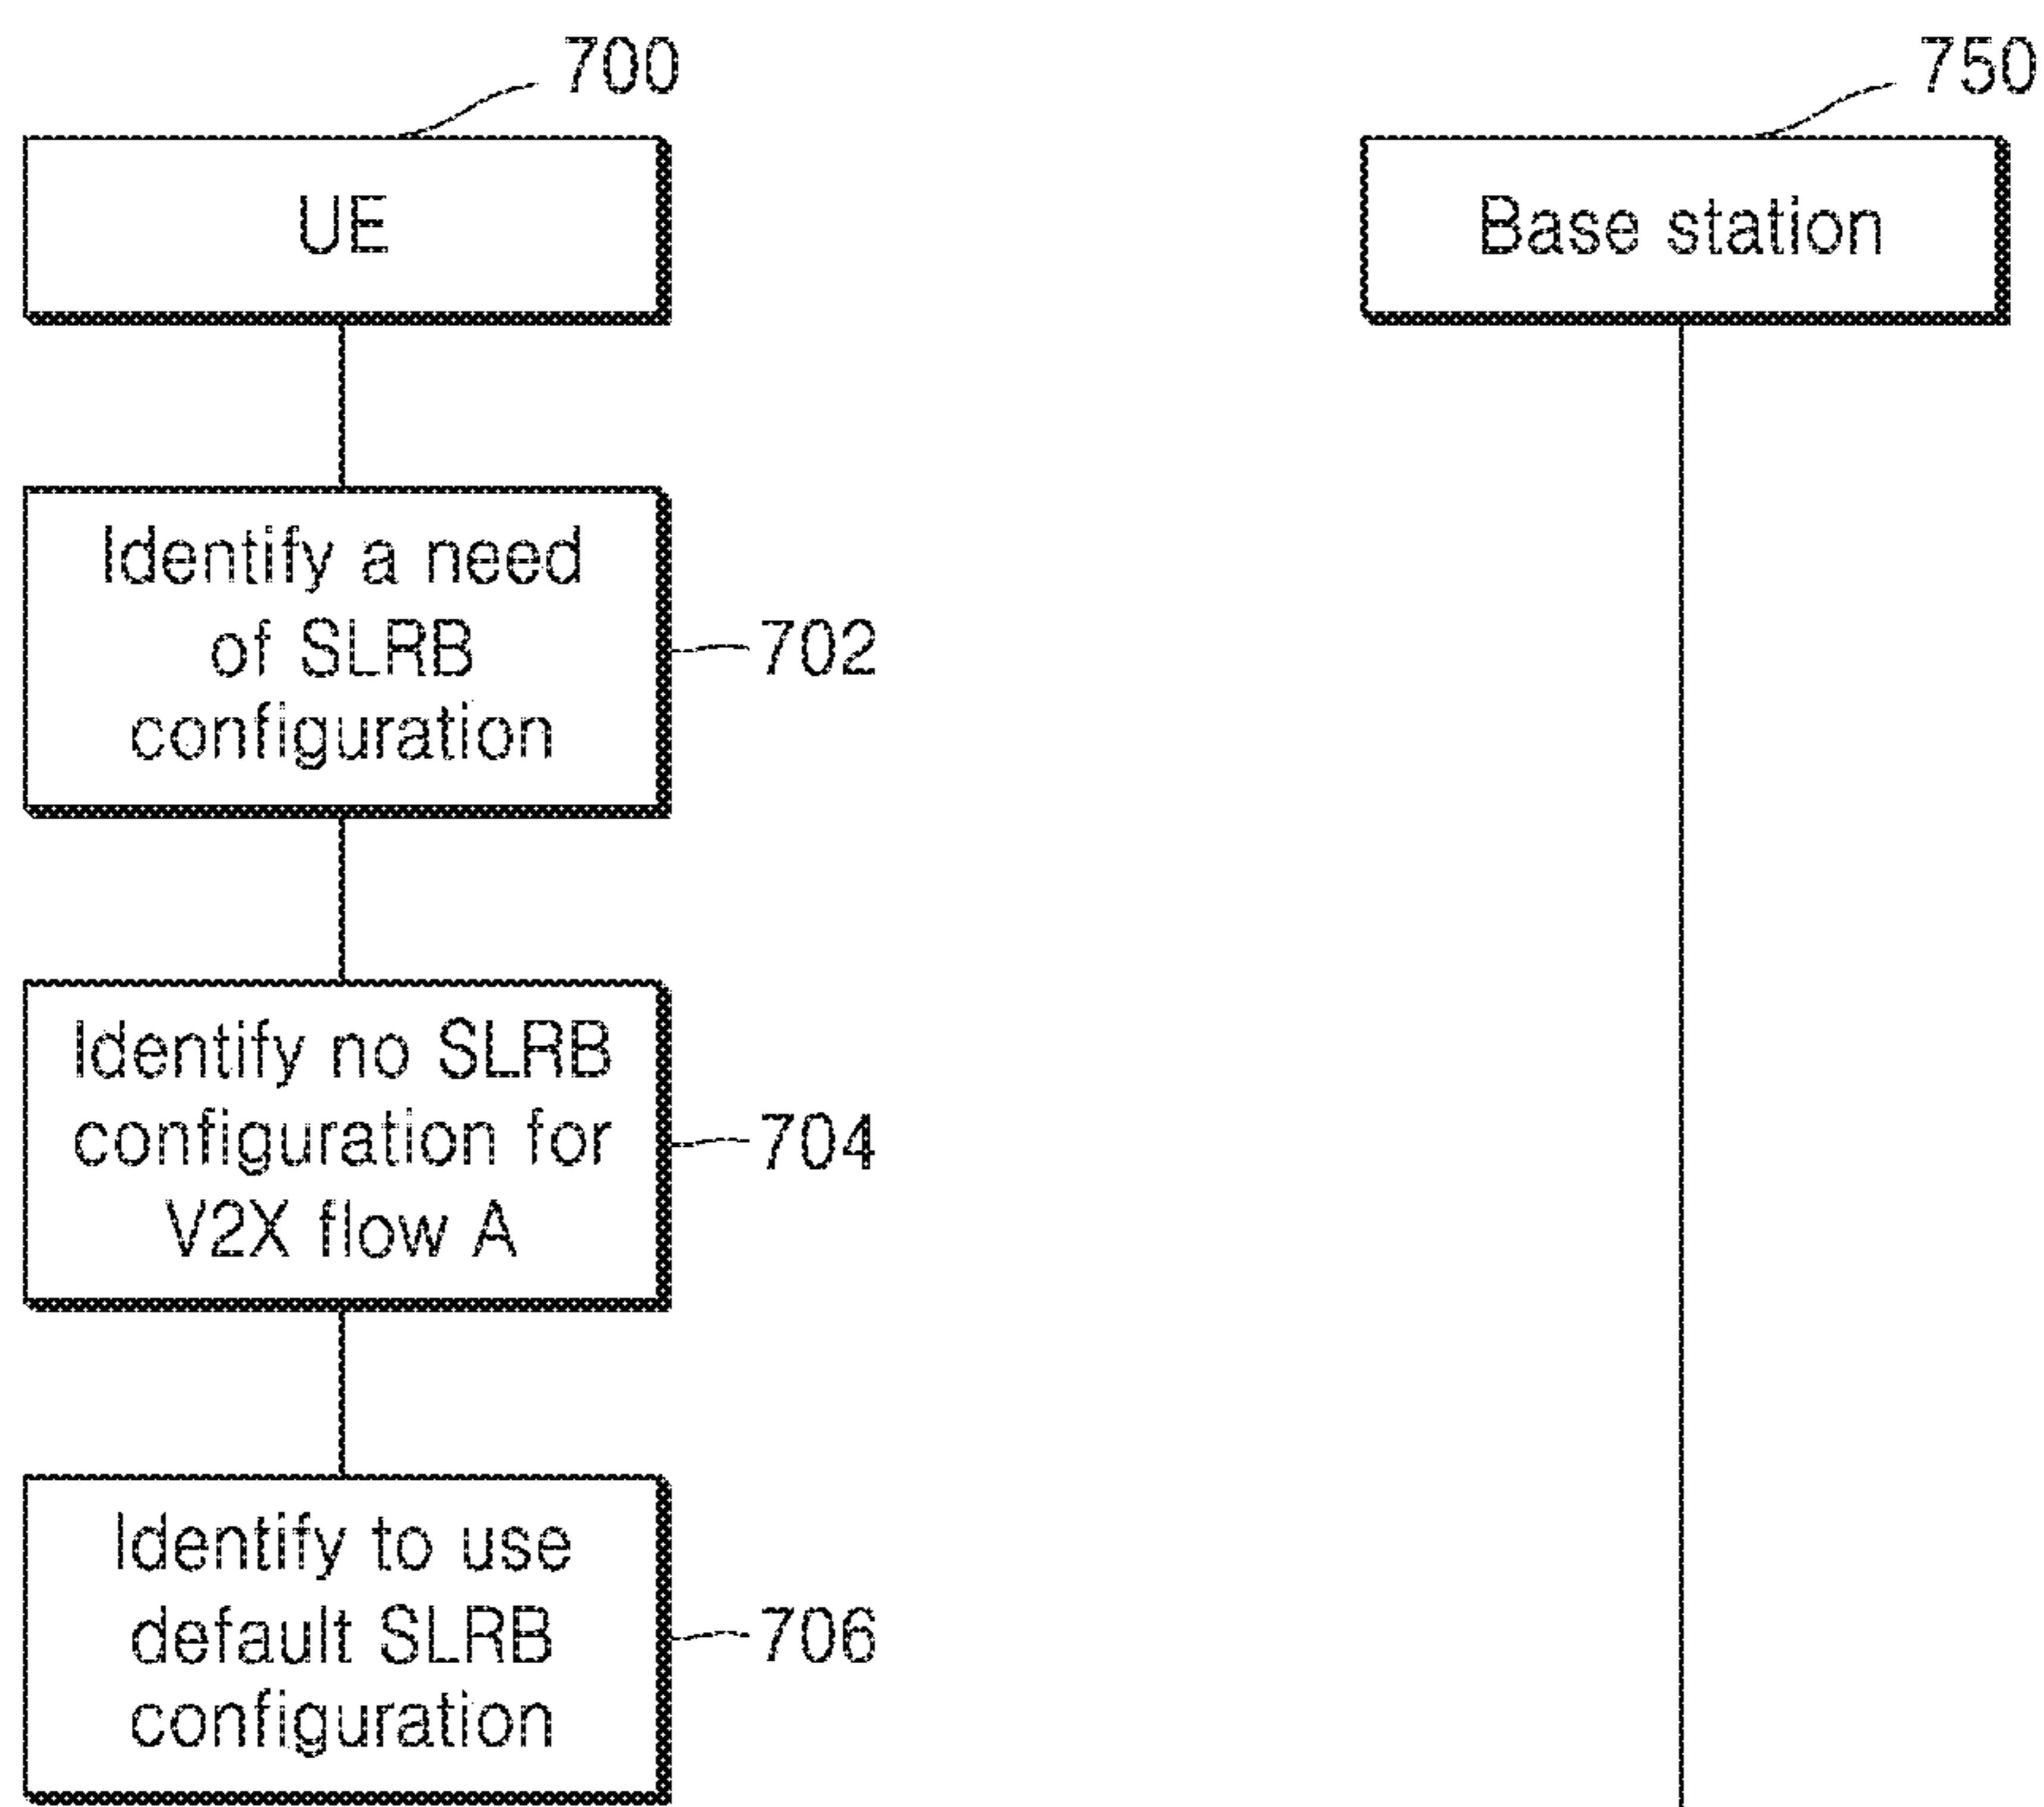 700
750
UE
Base station
Identify a need
of SLRB
configuration
702
Identify no SLRB
configuration for
V2X flow A
704
Identify to use
default SLRB
configuration
706